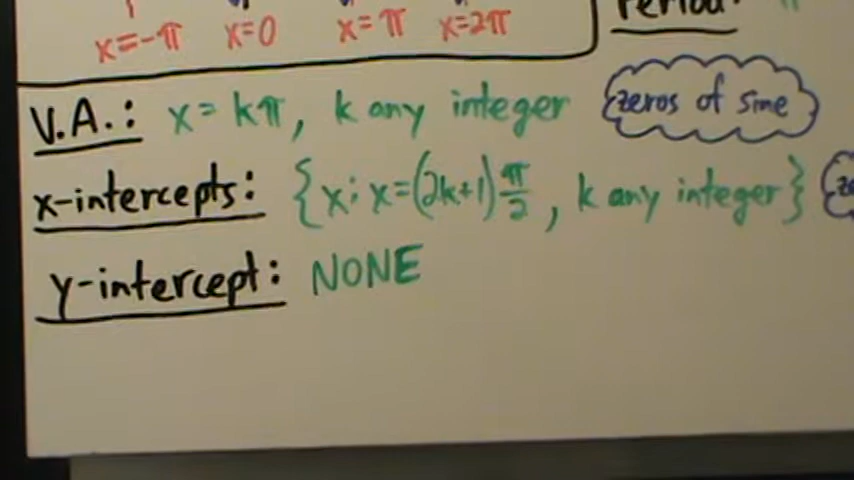 Period:
x=-π x=0 x=π x=2π
V.A.: x=kπ, k any integer zeros of sine
x-intercepts: {x: x=(2k+1)π/2, k any integer}
y-intercept: NONE